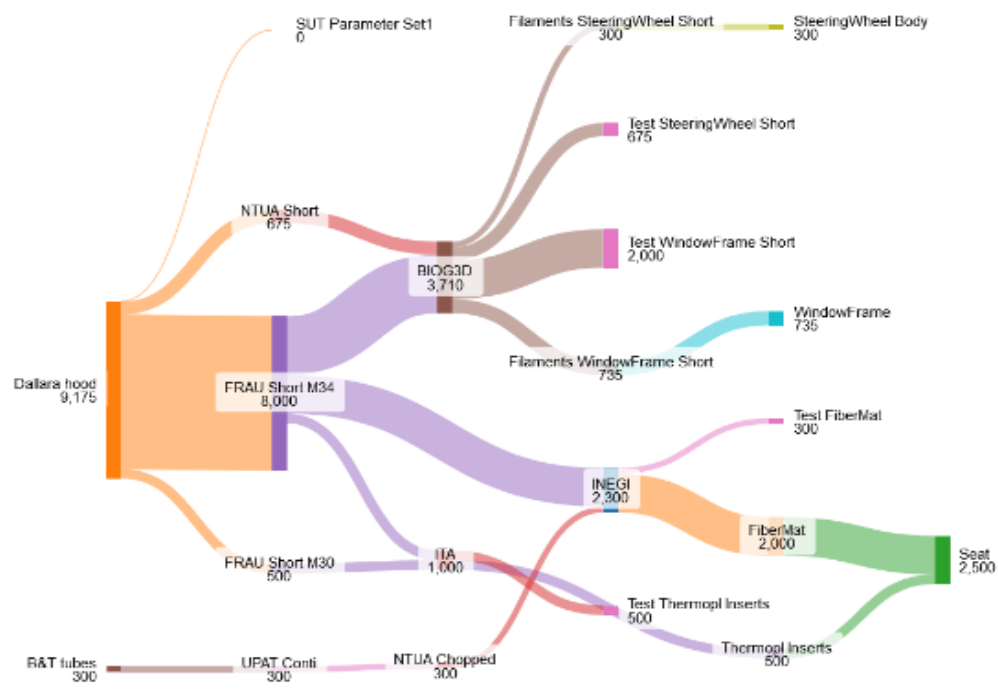 SUT Parameter Set1
0
Filaments SteeringWheel Short
300
SteeringWheel Body
300
Test SteeringWheel Short
675
NTUA Short
675
Test WindowFrame Short
2,000
BIOG3D
3,710
WindowFrame
735
Filaments WindowFrame Short
735
Dallara hood
9,175
FRAU Short M34
8,000
Test FiberMat
300
INEGI
2,300
FiberMat
2,000
Seat
2,500
FRAU Short M30
500
ITA
1,000
Test Thermopl Inserts
500
Thermopl Inserts
500
B&T tubes
300
UPAT Conti
300
NTUA Chopped
300